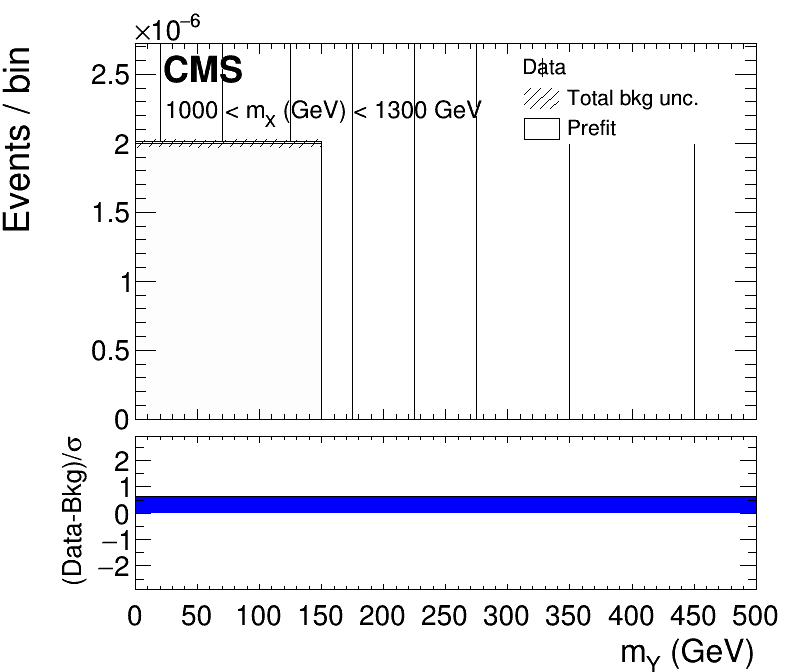 ×10⁻⁶
Events / bin
CMS
1000 < mX (GeV) < 1300 GeV
Data
Total bkg unc.
Prefit
2.5
2
1.5
1
0.5
0
(Data-Bkg)/σ
2
1
0
−1
−2
0 50 100 150 200 250 300 350 400 450 500
mY (GeV)